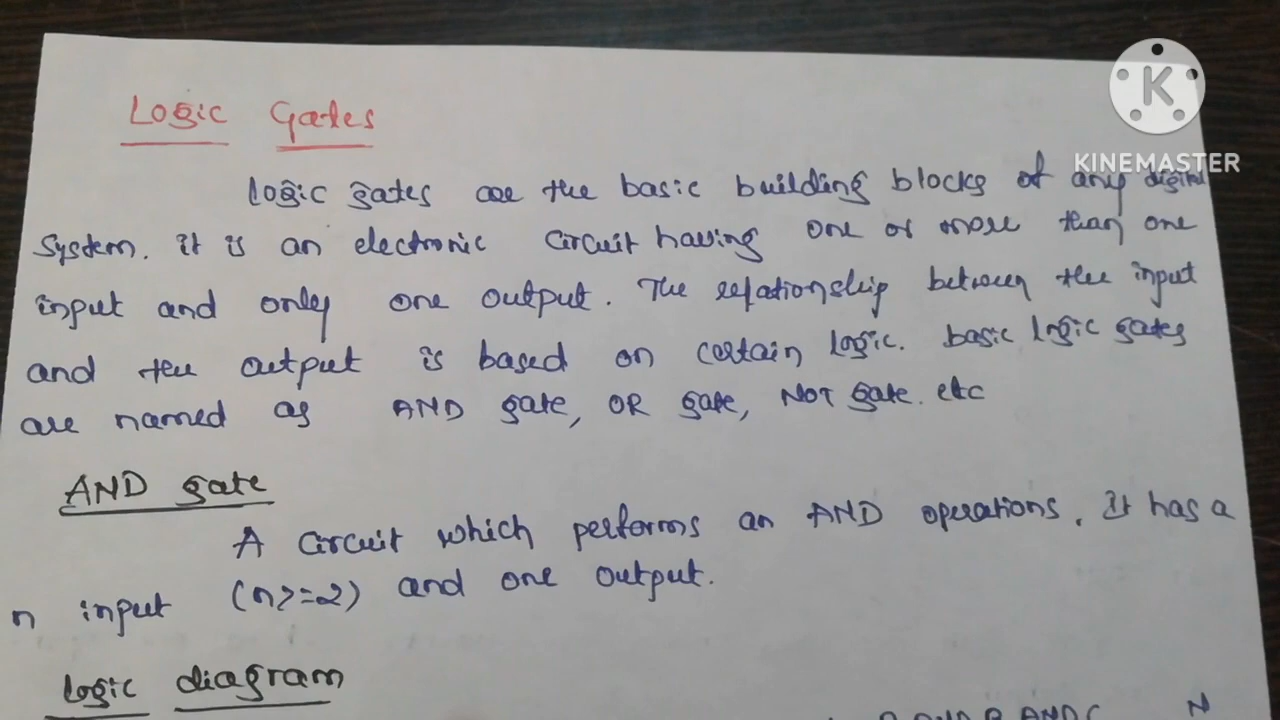 Logic Gates
K
KINEMASTER
Logic gates are the basic building blocks of any digital
system. it is an electronic circuit having one or more than one
input and only one output. The relationship between the input
and the output is based on certain logic. basic logic gates
are named as AND gate, OR gate, NOT gate. etc
AND gate
A circuit which performs an AND operations. It has a
n input (n>=2) and one output.
Logic diagram